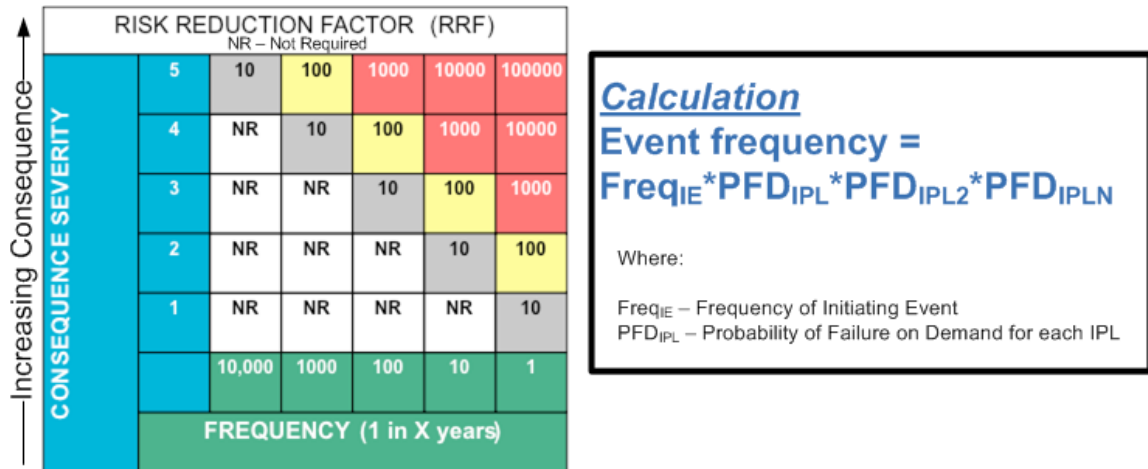 RISK REDUCTION FACTOR (RRF)
NR – Not Required
Increasing Consequence
CONSEQUENCE SEVERITY
5 10 100 1000 10000 100000
4 NR 10 100 1000 10000
3 NR NR 10 100 1000
2 NR NR NR 10 100
1 NR NR NR NR 10
10,000 1000 100 10 1
FREQUENCY (1 in X years)
Calculation
Event frequency =
FreqIE*PFDIPL*PFDIPL2*PFDIPLN
Where:
FreqIE – Frequency of Initiating Event
PFDIPL – Probability of Failure on Demand for each IPL